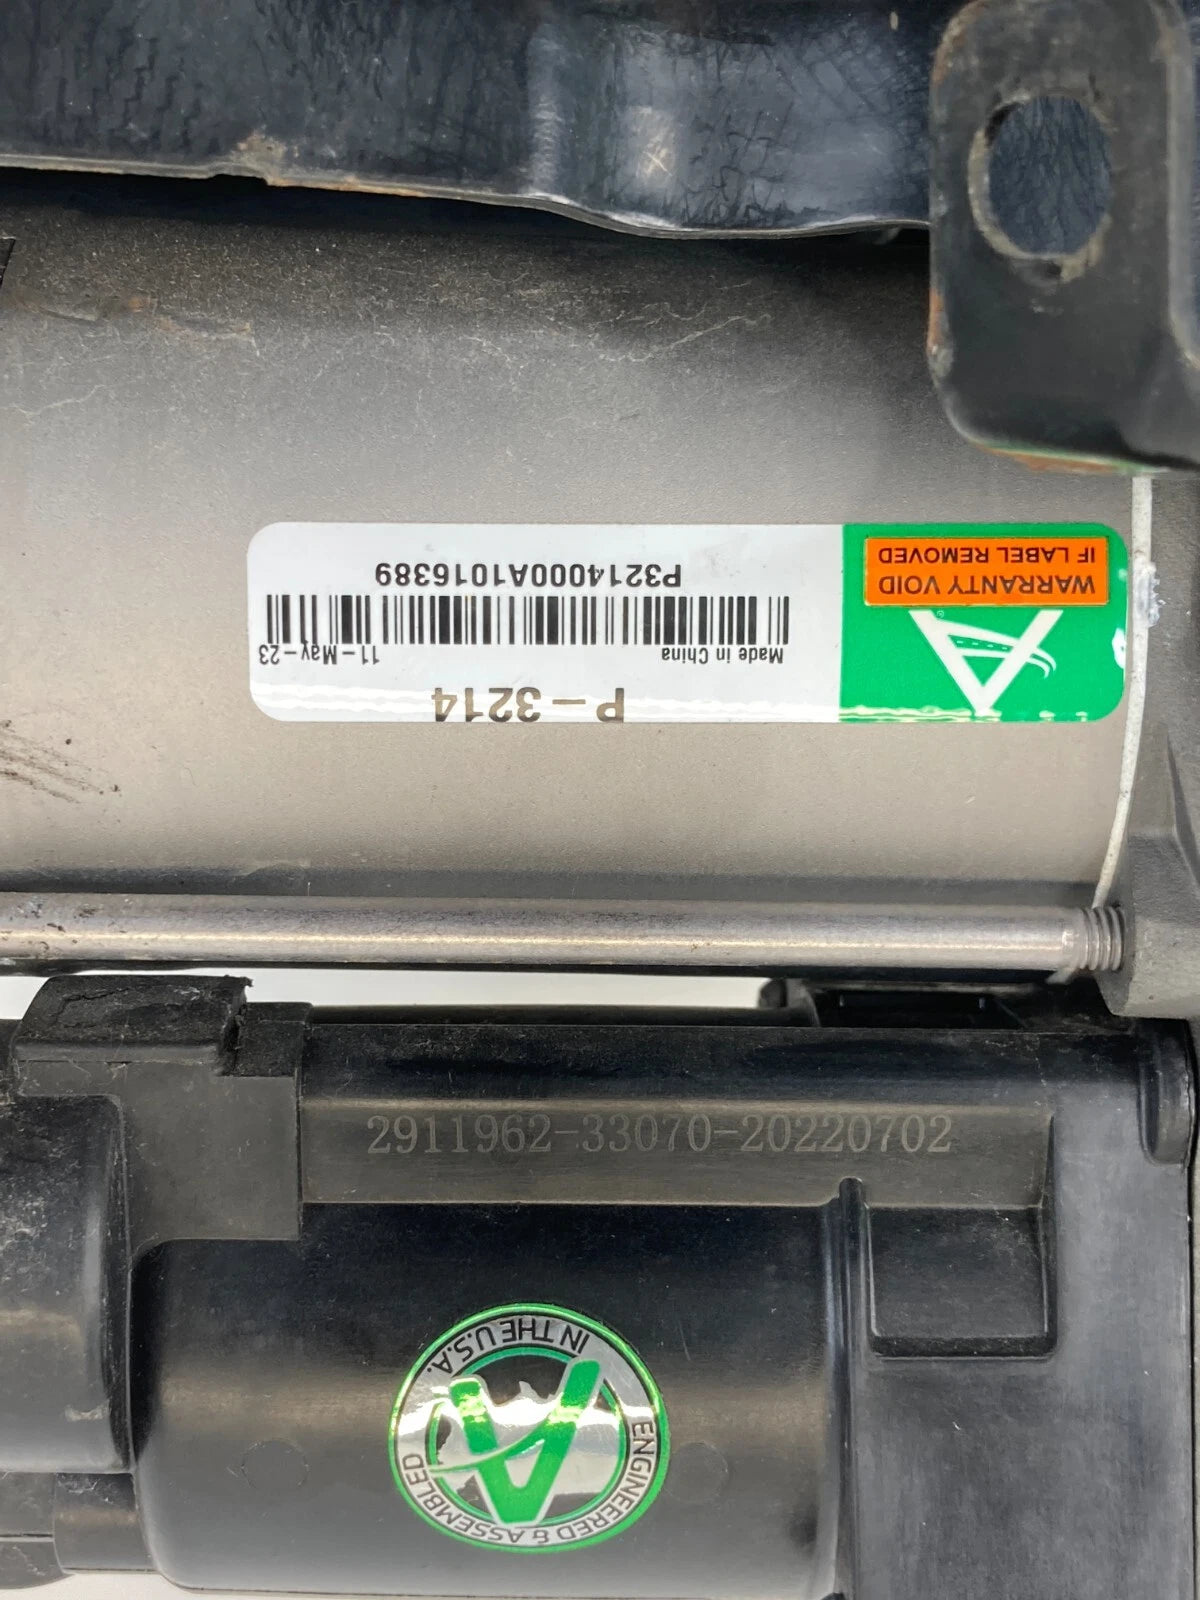 P-3214
Made in China
11-May-23
P3214000A1016389
WARRANTY VOID
IF LABEL REMOVED
2911962-33070-20220702
ENGINEERED & ASSEMBLED
IN THE U.S.A.